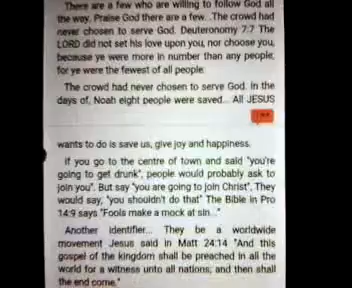 There are a few who are willing to follow God all
the way. Praise God there are a few...The crowd had
never chosen to serve God. Deuteronomy 7:7 The
LORD did not set his love upon you, nor choose you,
because ye were more in number than any people;
for ye were the fewest of all people:
The crowd had never chosen to serve God. In the
days of, Noah eight people were saved... All JESUS
wants to do is save us, give joy and happiness.
If you go to the centre of town and said "you're
going to get drunk", people would probably ask to
join you". But say "you are going to join Christ". They
would say, "you shouldn't do that" The Bible in Pro
14:9 says "Fools make a mock at sin..."
Another identifier... They be a worldwide
movement Jesus said in Matt 24:14 "And this
gospel of the kingdom shall be preached in all the
world for a witness unto all nations; and then shall
the end come."